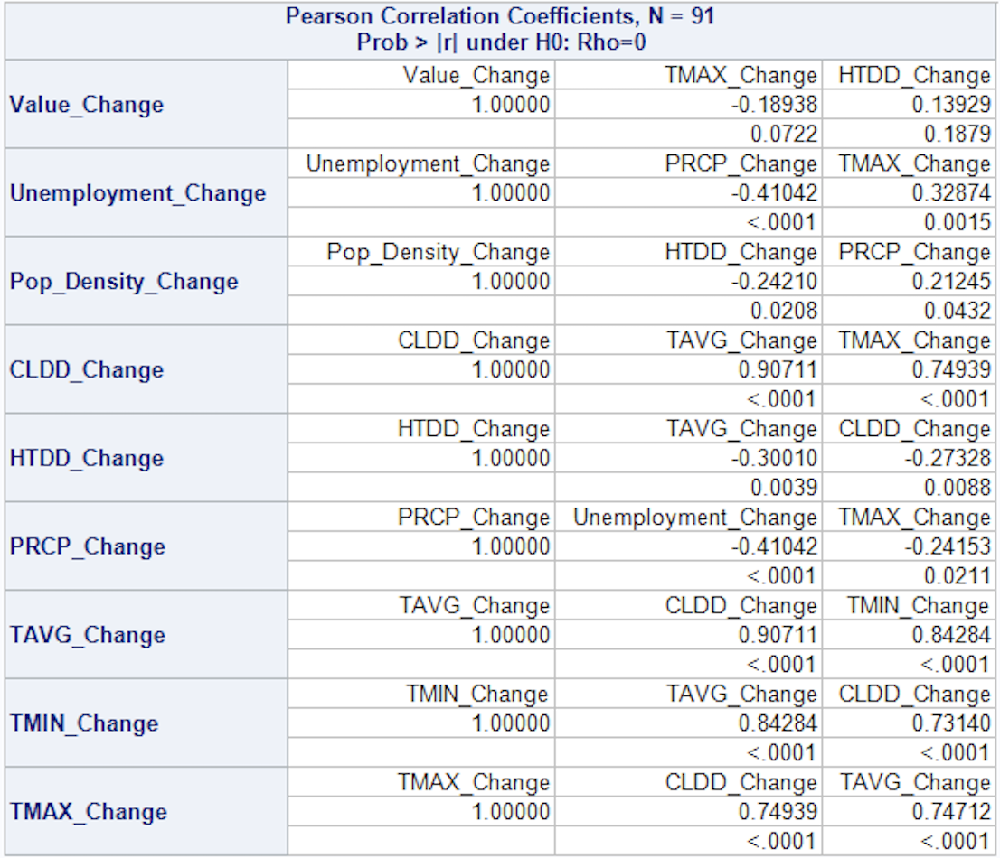 Pearson Correlation Coefficients, N = 91
Prob > |r| under H0: Rho=0
Value_Change
Value_Change TMAX_Change HTDD_Change
1.00000 -0.18938 0.13929
0.0722 0.1879
Unemployment_Change
Unemployment_Change PRCP_Change TMAX_Change
1.00000 -0.41042 0.32874
<.0001 0.0015
Pop_Density_Change
Pop_Density_Change HTDD_Change PRCP_Change
1.00000 -0.24210 0.21245
0.0208 0.0432
CLDD_Change
CLDD_Change TAVG_Change TMAX_Change
1.00000 0.90711 0.74939
<.0001 <.0001
HTDD_Change
HTDD_Change TAVG_Change CLDD_Change
1.00000 -0.30010 -0.27328
0.0039 0.0088
PRCP_Change
PRCP_Change Unemployment_Change TMAX_Change
1.00000 -0.41042 -0.24153
<.0001 0.0211
TAVG_Change
TAVG_Change CLDD_Change TMIN_Change
1.00000 0.90711 0.84284
<.0001 <.0001
TMIN_Change
TMIN_Change TAVG_Change CLDD_Change
1.00000 0.84284 0.73140
<.0001 <.0001
TMAX_Change
TMAX_Change CLDD_Change TAVG_Change
1.00000 0.74939 0.74712
<.0001 <.0001